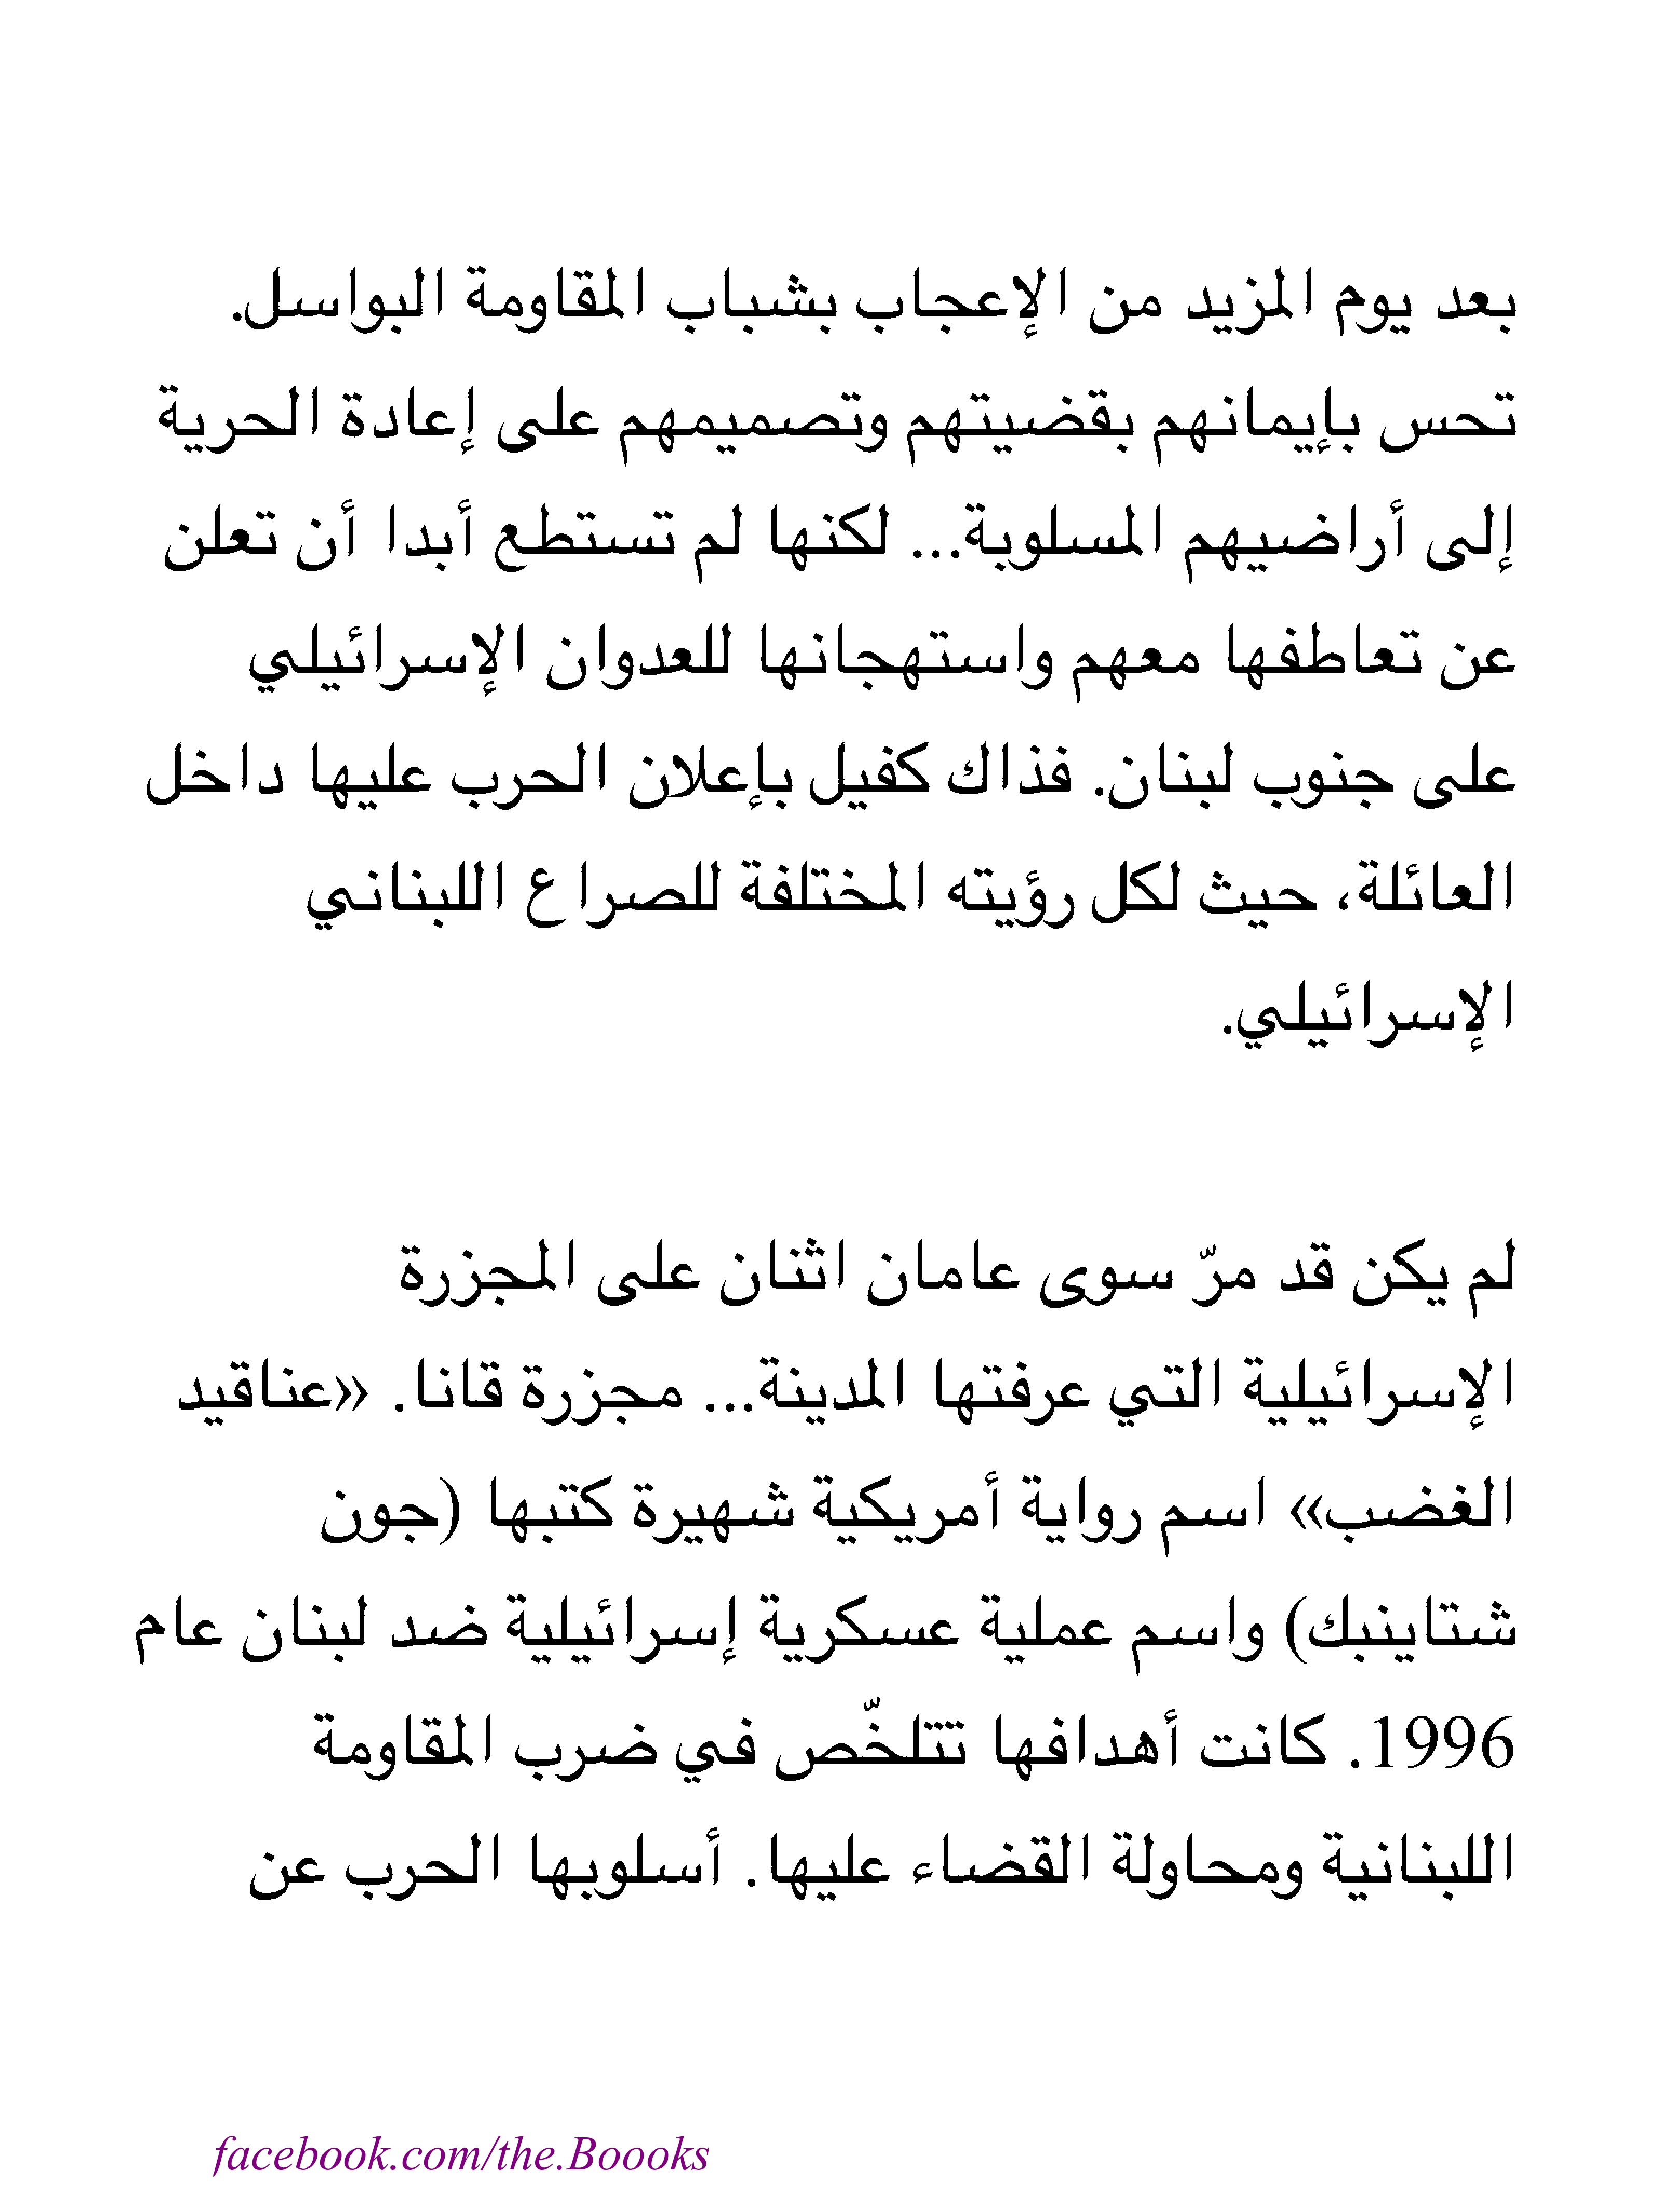 بعد يوم المزيد من الإعجاب بشباب المقاومة البواسل.
تحس بإيمانهم بقضيتهم وتصميمهم على إعادة الحرية
إلى أراضيهم المسلوبة... لكنها لم تستطع أبدا أن تعلن
عن تعاطفها معهم واستهجانها للعدوان الإسرائيلي
على جنوب لبنان. فذاك كفيل بإعلان الحرب عليها داخل
العائلة، حيث لكل رؤيته المختلفة للصراع اللبناني
الإسرائيلي.
لم يكن قد مرّ سوى عامان اثنان على المجزرة
الإسرائيلية التي عرفتها المدينة... مجزرة قانا. «عناقيد
الغضب» اسم رواية أمريكية شهيرة كتبها (جون
شتاينبك) واسم عملية عسكرية إسرائيلية ضد لبنان عام
1996. كانت أهدافها تتلخّص في ضرب المقاومة
اللبنانية ومحاولة القضاء عليها. أسلوبها الحرب عن
facebook.com/the.Boooks